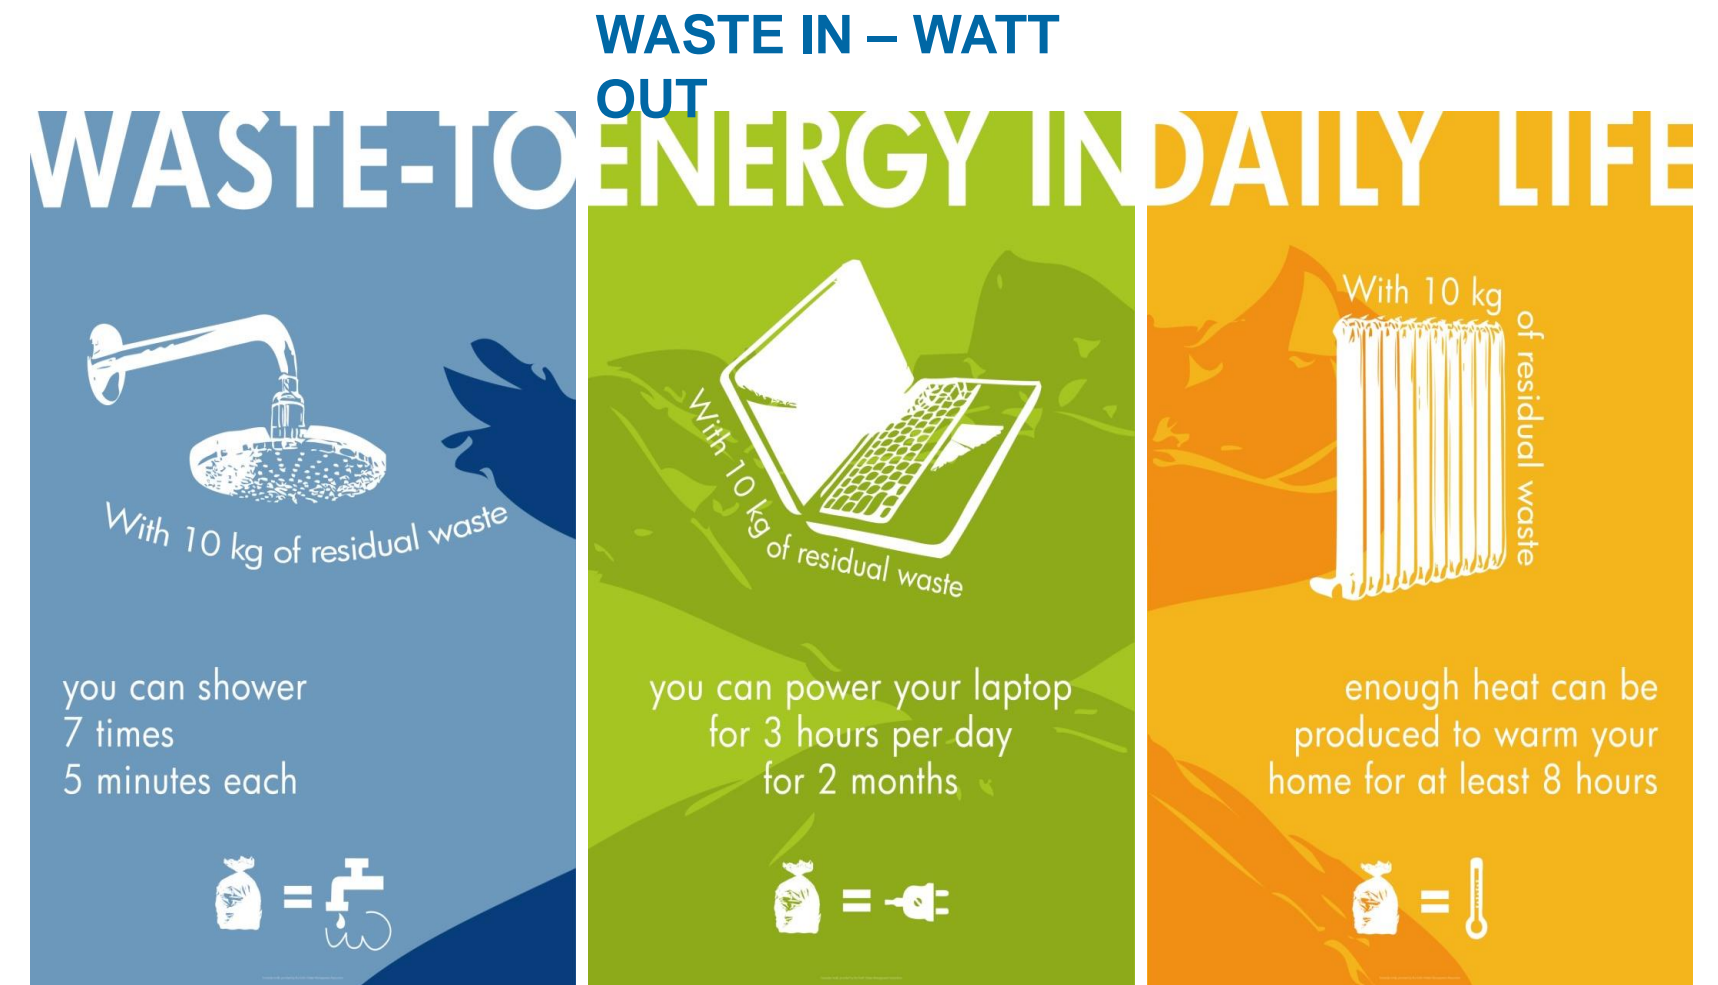 WASTE IN – WATT
OUT
WASTE-TO
ENERGY IN
DAILY LIFE
With 10 kg of residual waste
you can shower
7 times
5 minutes each
=
With 10 kg of residual waste
you can power your laptop
for 3 hours per day
for 2 months
=
With 10 kg
of residual waste
enough heat can be
produced to warm your
home for at least 8 hours
=